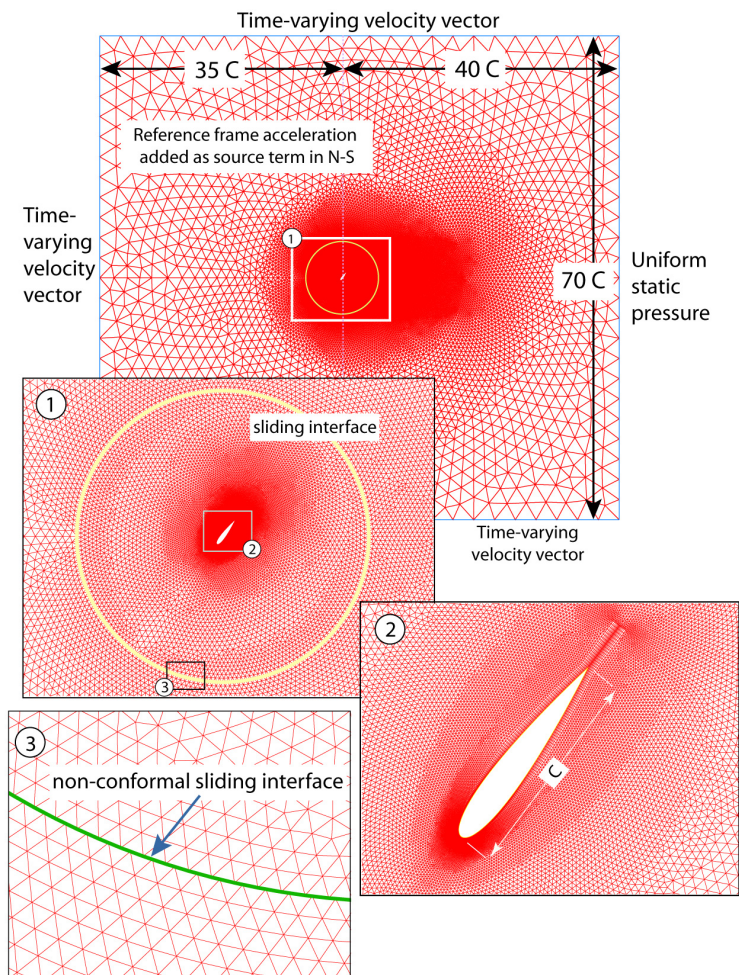 Time-varying velocity vector
35 C
40 C
Reference frame acceleration
added as source term in N-S
Time-
varying
velocity
vector
1
70 C
Uniform
static
pressure
1
sliding interface
2
3
Time-varying
velocity vector
2
C
3
non-conformal sliding interface